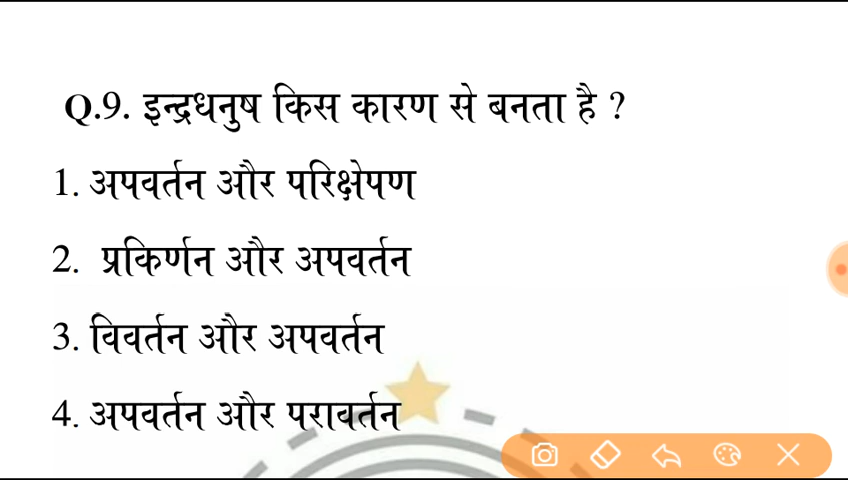 Q.9. इन्द्रधनुष किस कारण से बनता है ?
1. अपवर्तन और परिक्षेपण
2. प्रकिर्णन और अपवर्तन
3. विवर्तन और अपवर्तन
4. अपवर्तन और परावर्तन